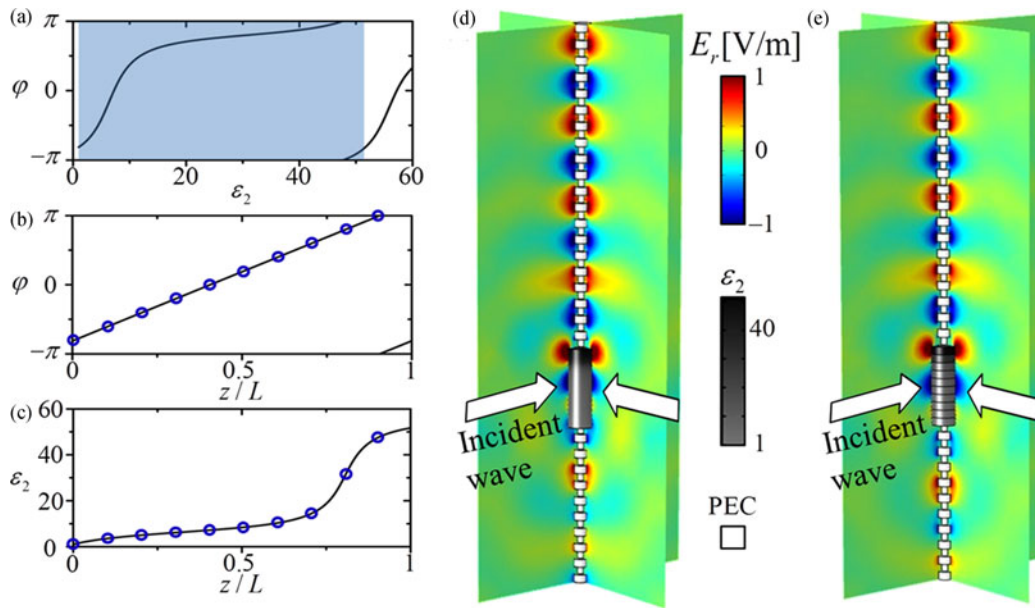 (a)
π
φ
0
−π
0
20
40
60
ε₂
(b)
π
φ
0
−π
0
0.5
1
z / L
(c)
60
40
ε₂
20
0
0
0.5
1
z / L
(d)
Incident
wave
E_r [V/m]
1
0
−1
ε₂
40
1
PEC
(e)
Incident
wave